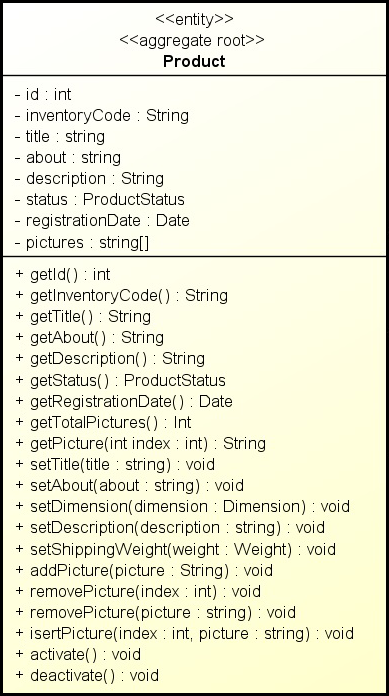 <<entity>>
<<aggregate root>>
Product
- id : int
- inventoryCode : String
- title : string
- about : string
- description : String
- status : ProductStatus
- registrationDate : Date
- pictures : string[]
+ getId() : int
+ getInventoryCode() : String
+ getTitle() : String
+ getAbout() : String
+ getDescription() : String
+ getStatus() : ProductStatus
+ getRegistrationDate() : Date
+ getTotalPictures() : Int
+ getPicture(int index : int) : String
+ setTitle(title : string) : void
+ setAbout(about : string) : void
+ setDimension(dimension : Dimension) : void
+ setDescription(description : string) : void
+ setShippingWeight(weight : Weight) : void
+ addPicture(picture : String) : void
+ removePicture(index : int) : void
+ removePicture(picture : string) : void
+ isertPicture(index : int, picture : string) : void
+ activate() : void
+ deactivate() : void